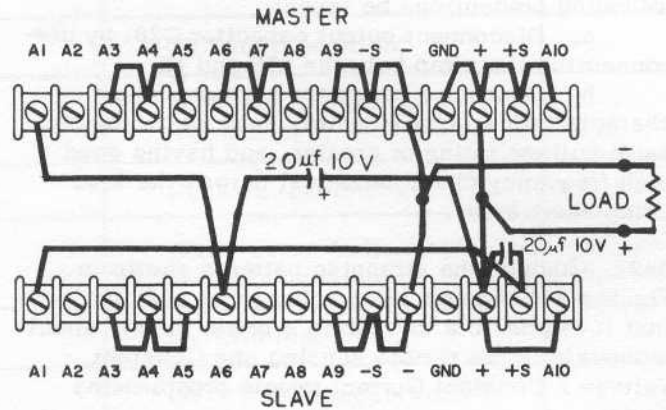 MASTER
A1 A2 A3 A4 A5 A6 A7 A8 A9 -S - GND + +S A10
20µf 10V
+
-
LOAD
+
20µf 10V
A1 A2 A3 A4 A5 A6 A7 A8 A9 -S - GND + +S A10
SLAVE